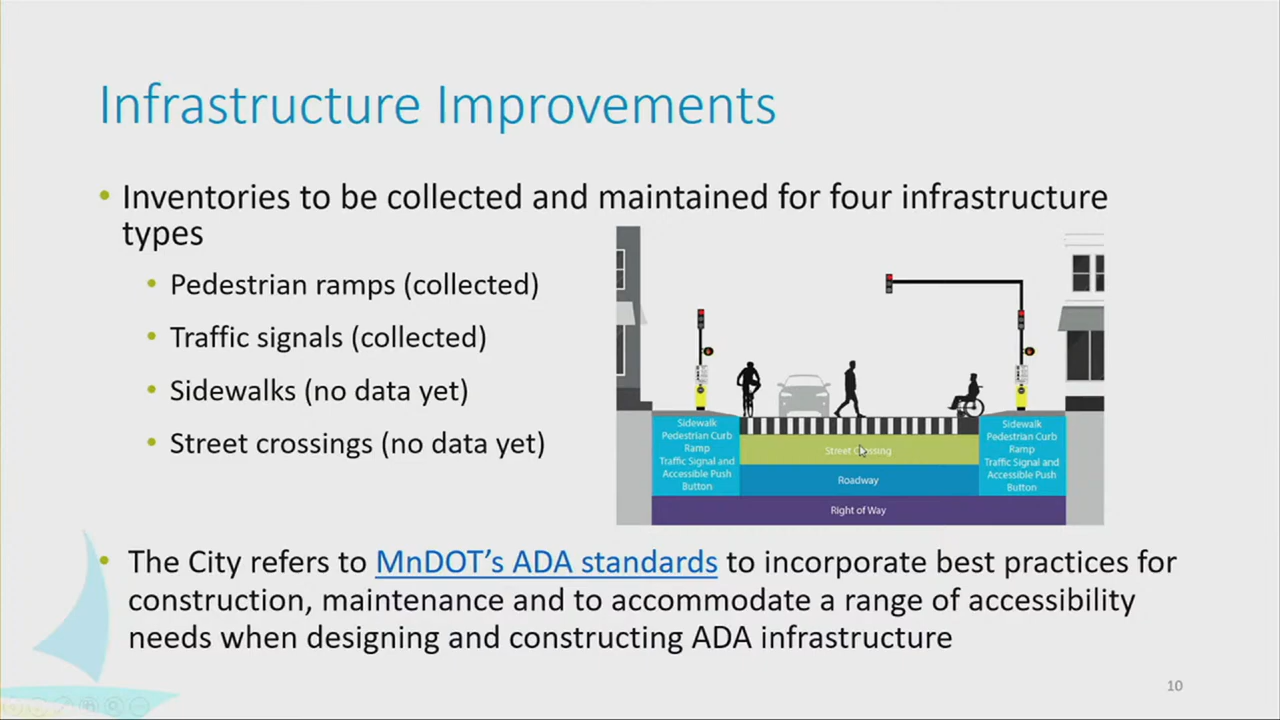 Infrastructure Improvements
• Inventories to be collected and maintained for four infrastructure
types
• Pedestrian ramps (collected)
• Traffic signals (collected)
• Sidewalks (no data yet)
• Street crossings (no data yet)
Sidewalk
Pedestrian Curb
Ramp
Traffic Signal and
Accessible Push
Button
Street Crossing
Roadway
Right of Way
Sidewalk
Pedestrian Curb
Ramp
Traffic Signal and
Accessible Push
Button
• The City refers to MnDOT's ADA standards to incorporate best practices for
construction, maintenance and to accommodate a range of accessibility
needs when designing and constructing ADA infrastructure
10